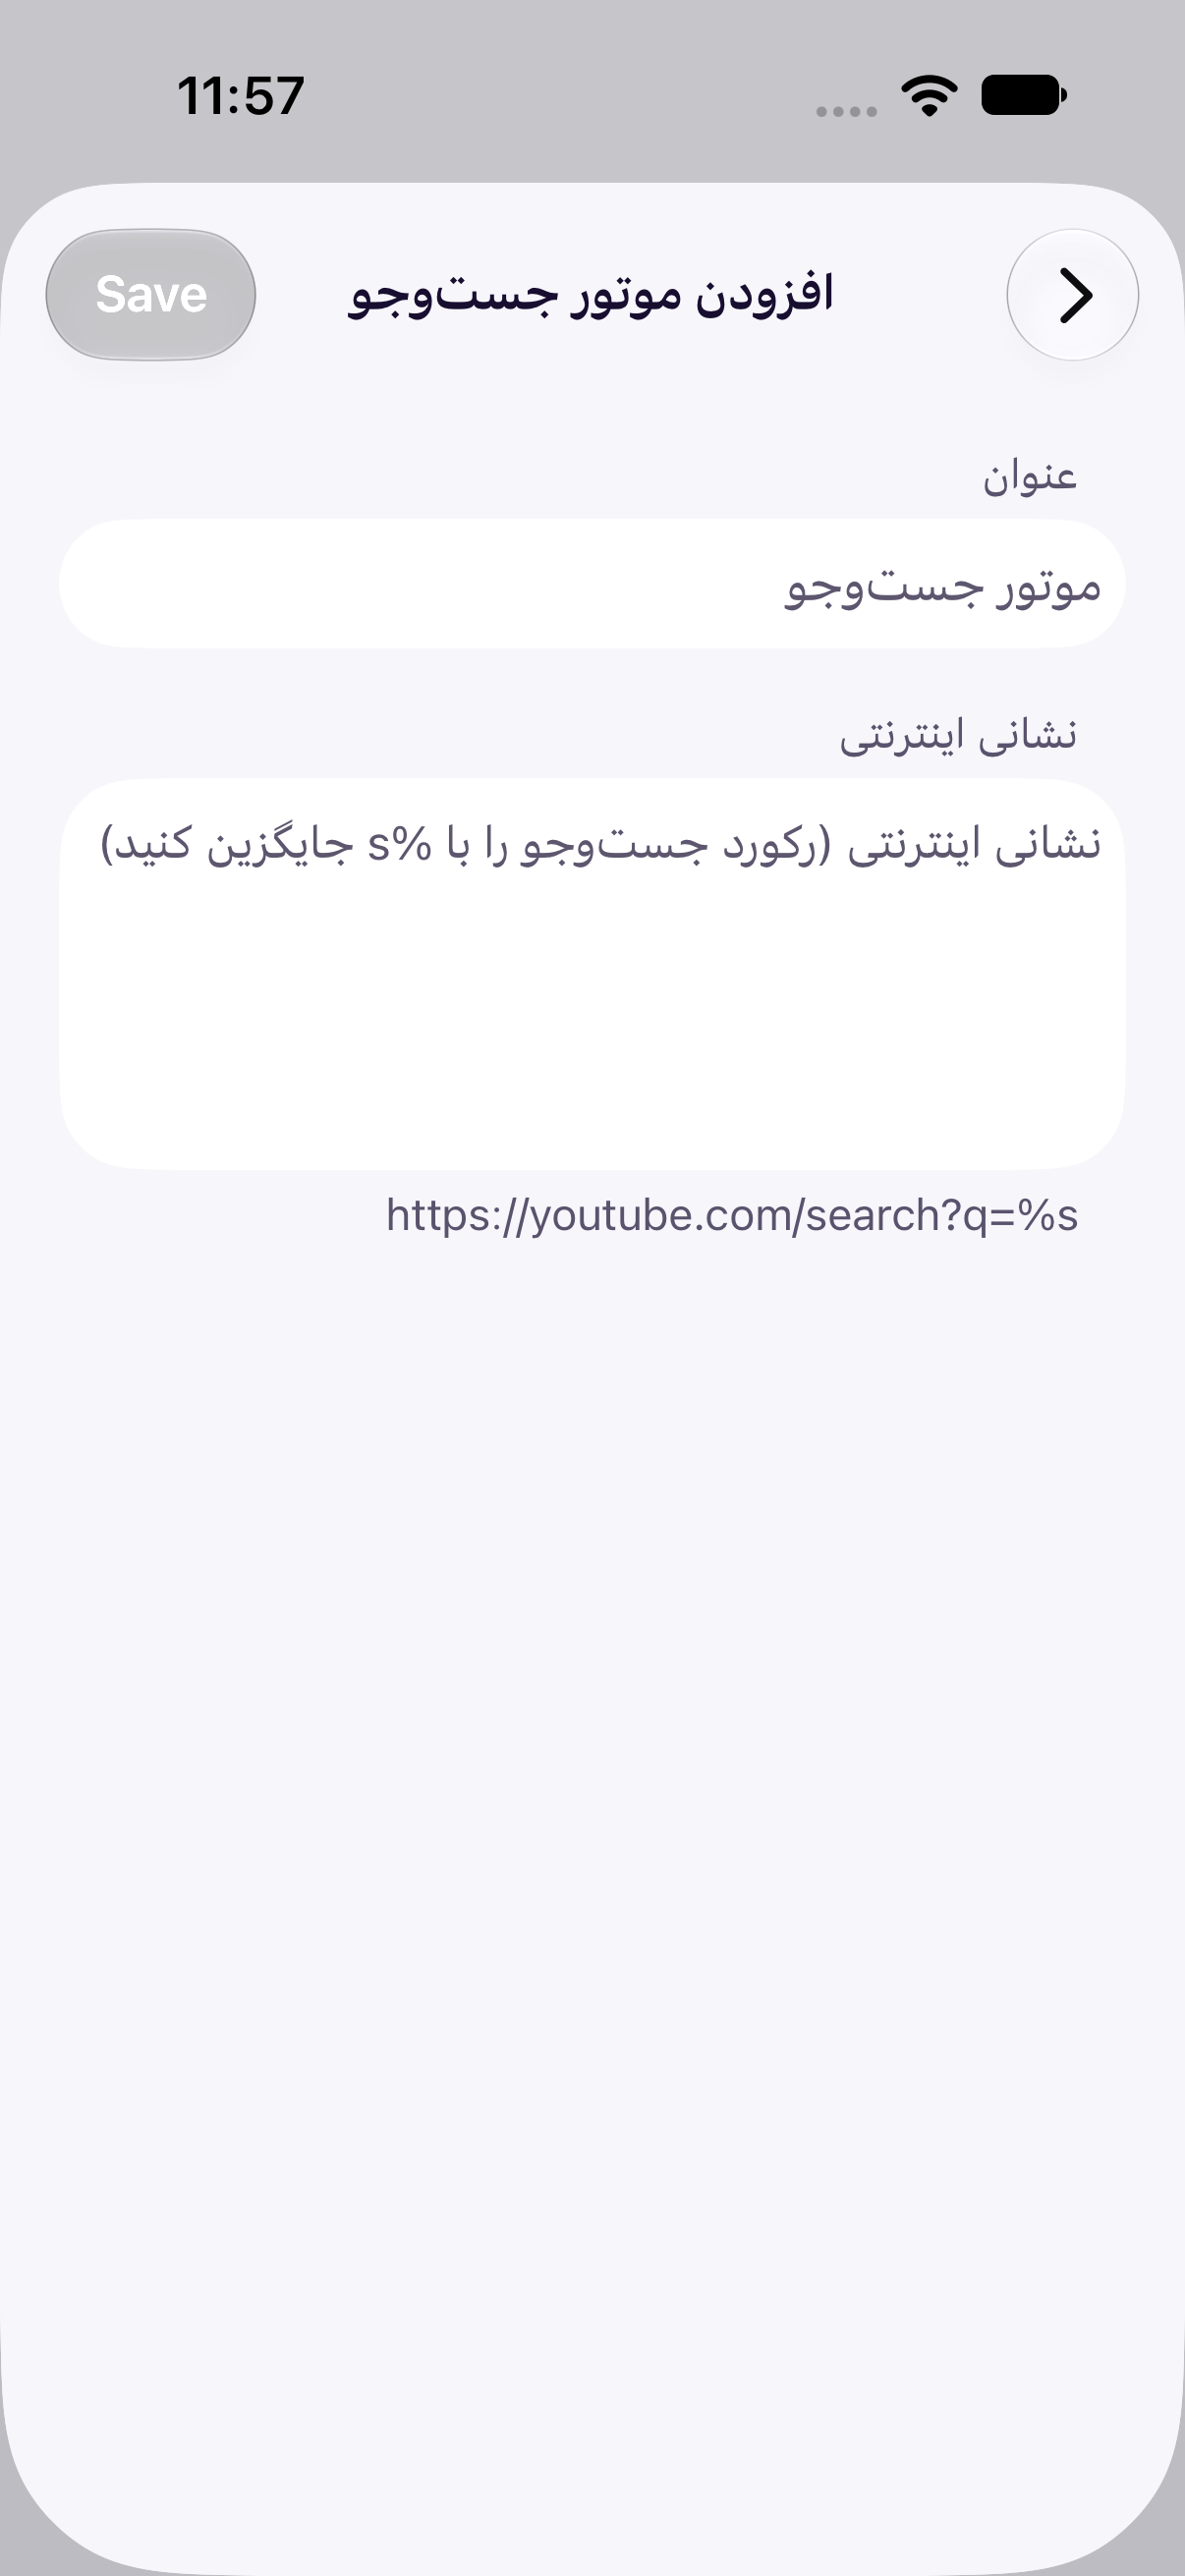 11:57
افزودن موتور جست‌وجو
Save
عنوان
موتور جست‌وجو
نشانی اینترنتی
نشانی اینترنتی (رکورد جست‌وجو را با %s جایگزین کنید)
https://youtube.com/search?q=%s